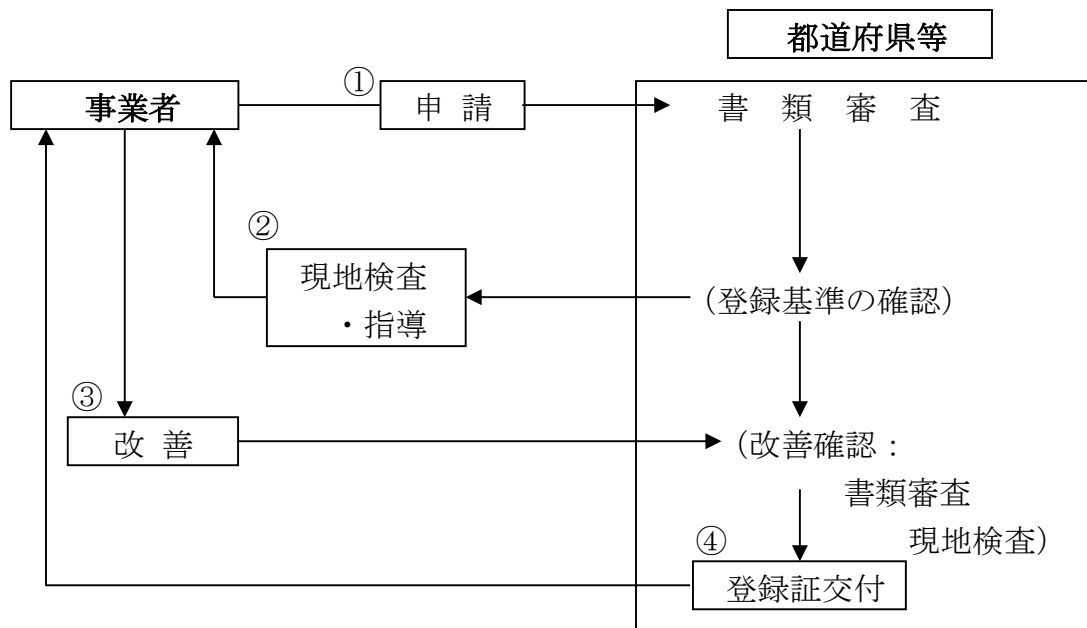 都道府県等
事業者
①
申 請
書 類 審 査
②
現地検査
・指導
(登録基準の確認)
③
改 善
(改善確認:
書類審査
現地検査)
④
登録証交付